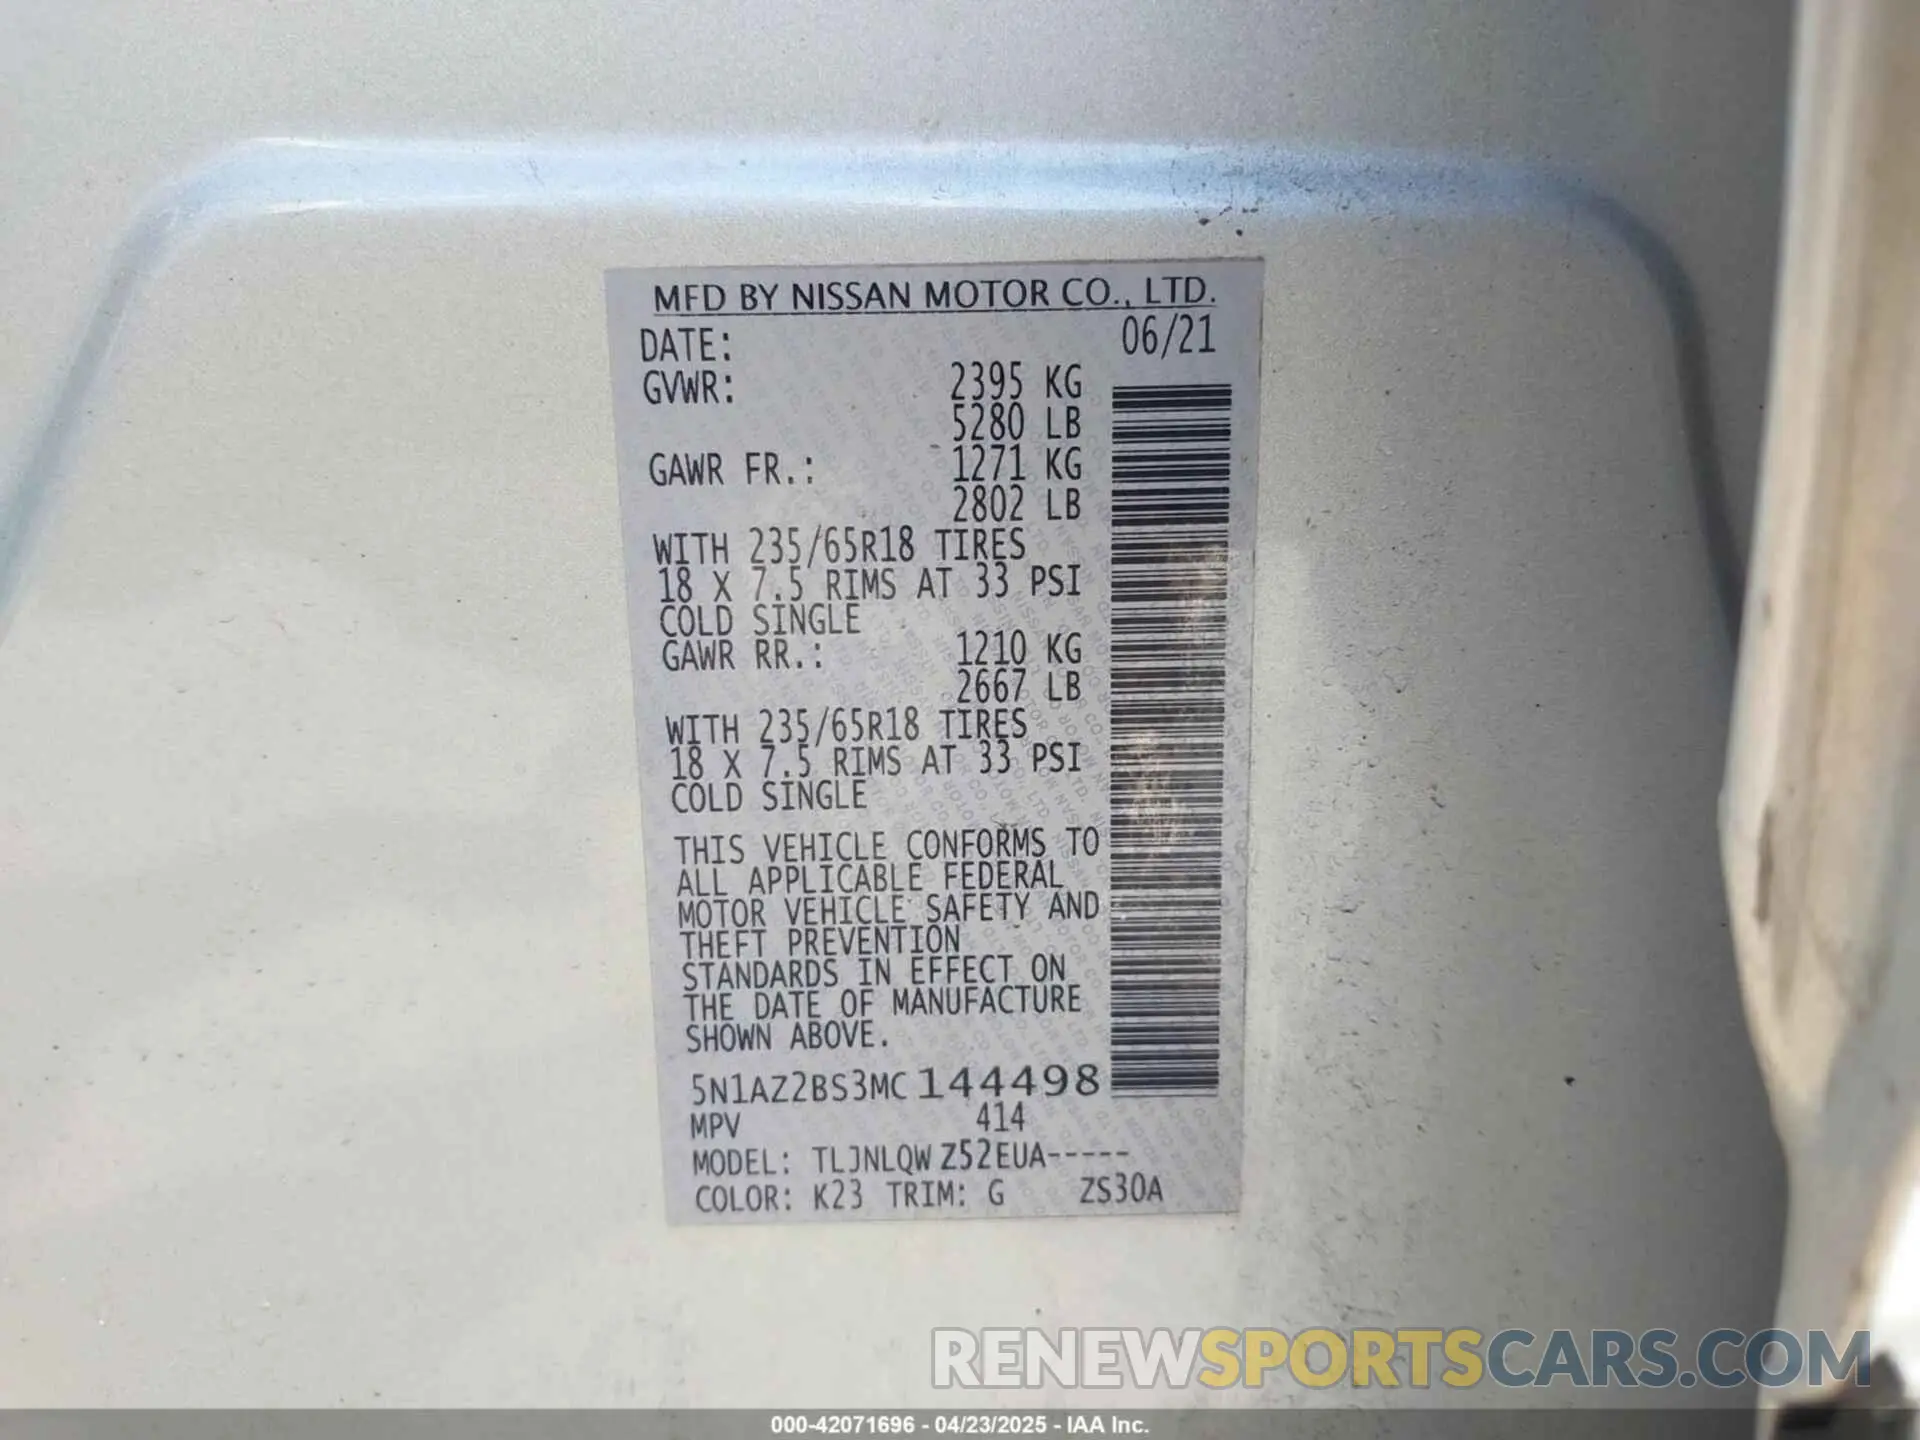 MFD BY NISSAN MOTOR CO., LTD.
DATE: 06/21
GVWR: 2395 KG
5280 LB
GAWR FR.: 1271 KG
2802 LB
WITH 235/65R18 TIRES
18 X 7.5 RIMS AT 33 PSI
COLD SINGLE
GAWR RR.: 1210 KG
2667 LB
WITH 235/65R18 TIRES
18 X 7.5 RIMS AT 33 PSI
COLD SINGLE
THIS VEHICLE CONFORMS TO
ALL APPLICABLE FEDERAL
MOTOR VEHICLE SAFETY AND
THEFT PREVENTION
STANDARDS IN EFFECT ON
THE DATE OF MANUFACTURE
SHOWN ABOVE.
5N1AZ2BS3MC144498
MPV 414
MODEL: TLJNLQW Z52EUA-----
COLOR: K23 TRIM: G ZS30A
RENEWSPORTSCARS.COM
000-42071696 - 04/23/2025 - IAA Inc.